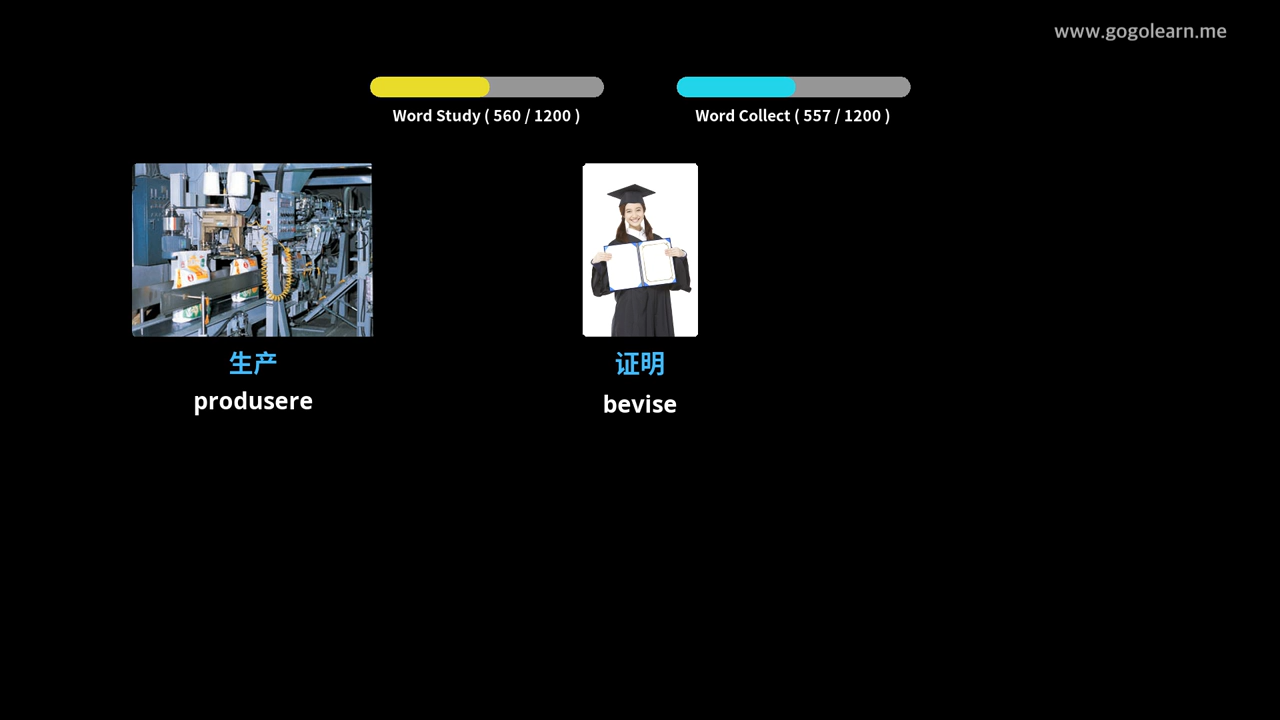 www.gogolearn.me
Word Study ( 560 / 1200 )
Word Collect ( 557 / 1200 )
生产
produsere
证明
bevise